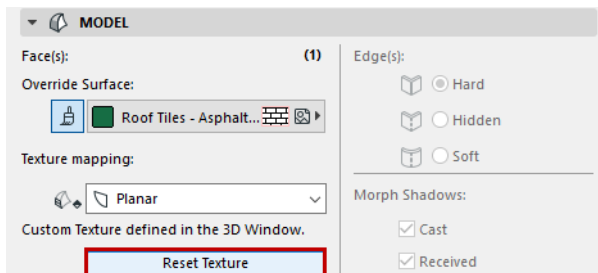 MODEL
Face(s): (1)
Override Surface:
Roof Tiles - Asphalt...
Texture mapping:
Planar
Custom Texture defined in the 3D Window.
Reset Texture
Edge(s):
Hard
Hidden
Soft
Morph Shadows:
Cast
Received